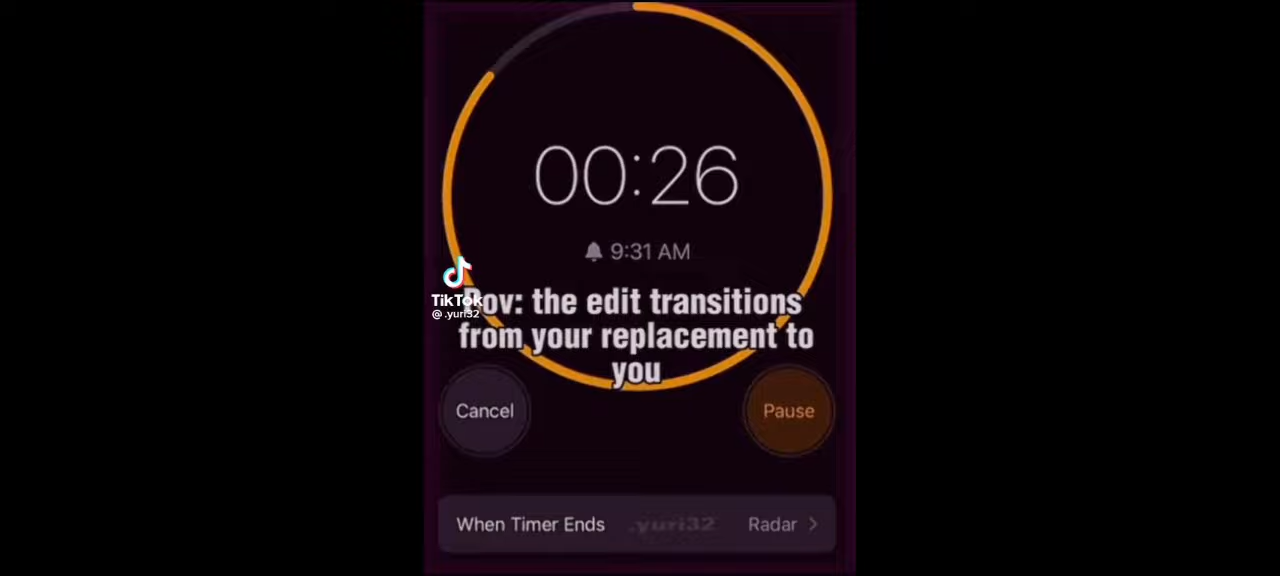 00:26
9:31 AM
TikTok
@.yuri32
Pov: the edit transitions
from your replacement to
you
Cancel
Pause
When Timer Ends
.yuri32
Radar